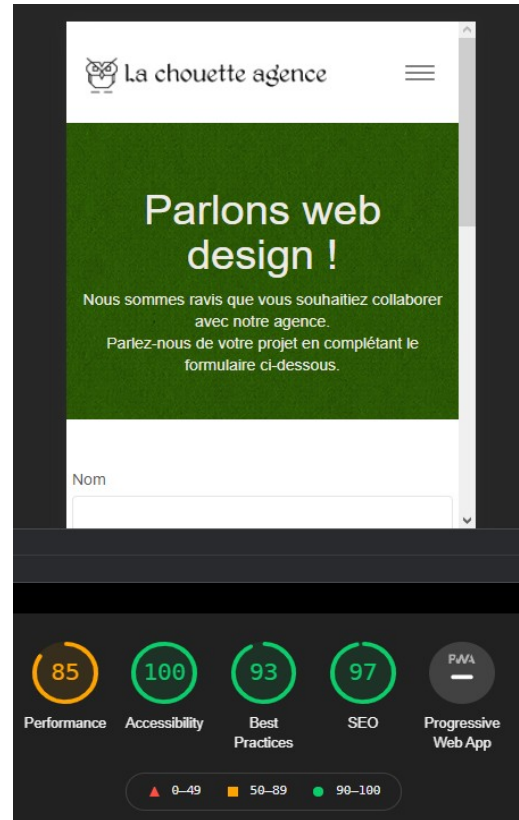 La chouette agence
Parlons web
design !
Nous sommes ravis que vous souhaitiez collaborer
avec notre agence.
Parlez-nous de votre projet en complétant le
formulaire ci-dessous.
Nom
85
100
93
97
PWA
Performance
Accessibility
Best
Practices
SEO
Progressive
Web App
0–49
50–89
90–100